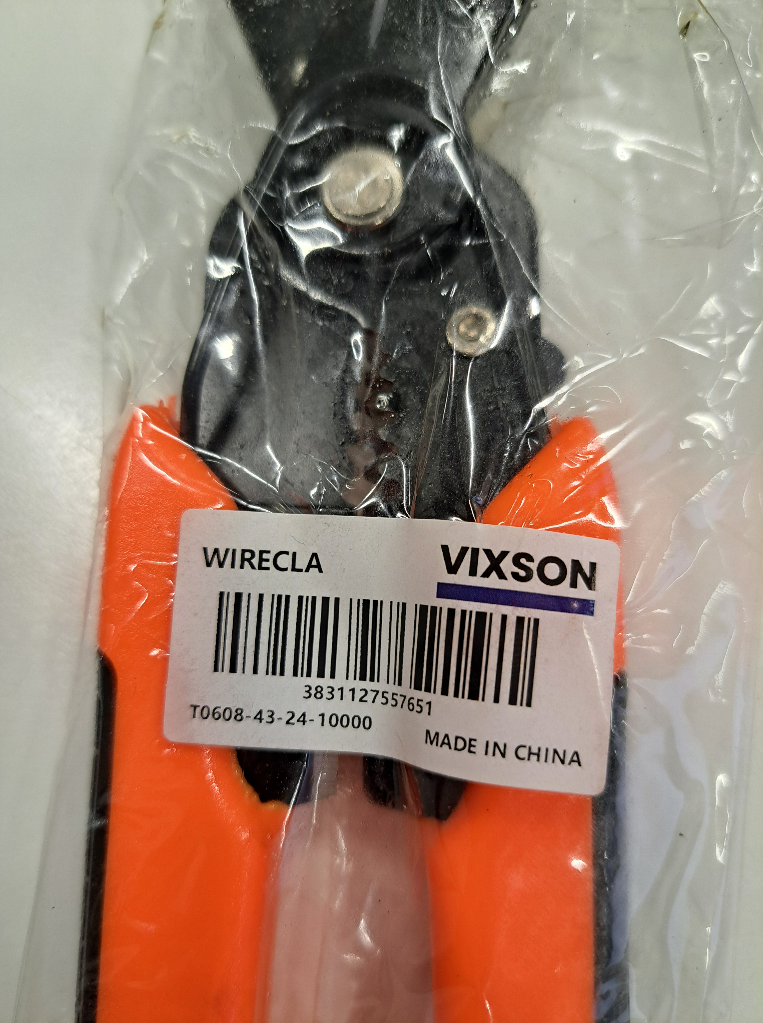 WIRECLA
VIXSON
3831127557651
T0608-43-24-10000
MADE IN CHINA